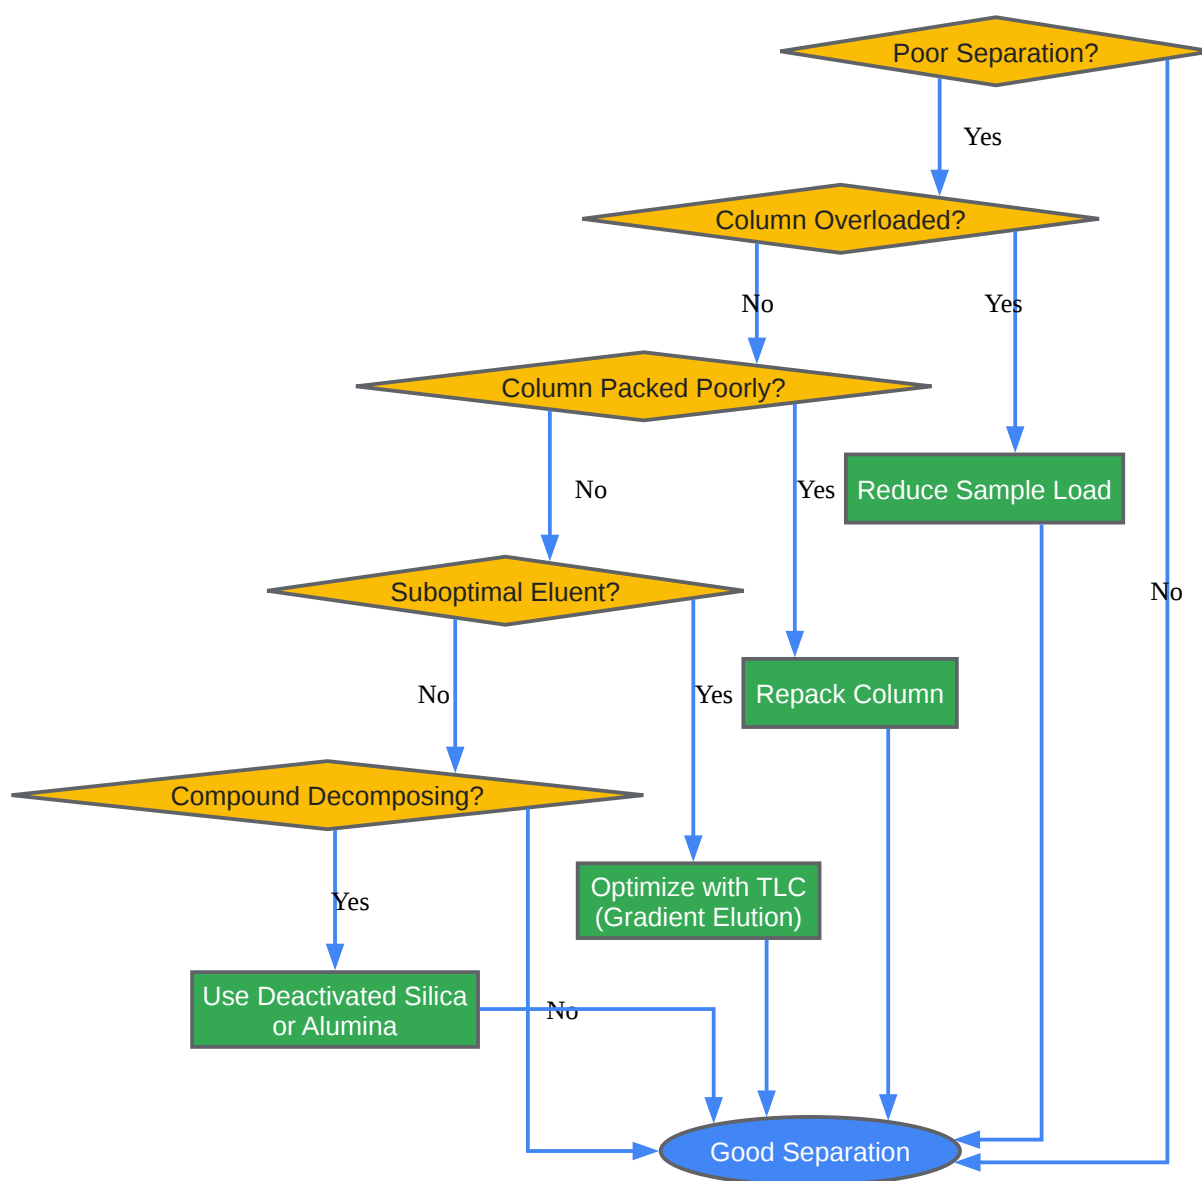 Poor Separation?
Yes
Column Overloaded?
No
Yes
Column Packed Poorly?
No
Yes
Reduce Sample Load
Suboptimal Eluent?
No
No
Yes
Repack Column
Compound Decomposing?
Yes
Optimize with TLC
(Gradient Elution)
Use Deactivated Silica
or Alumina
No
Good Separation